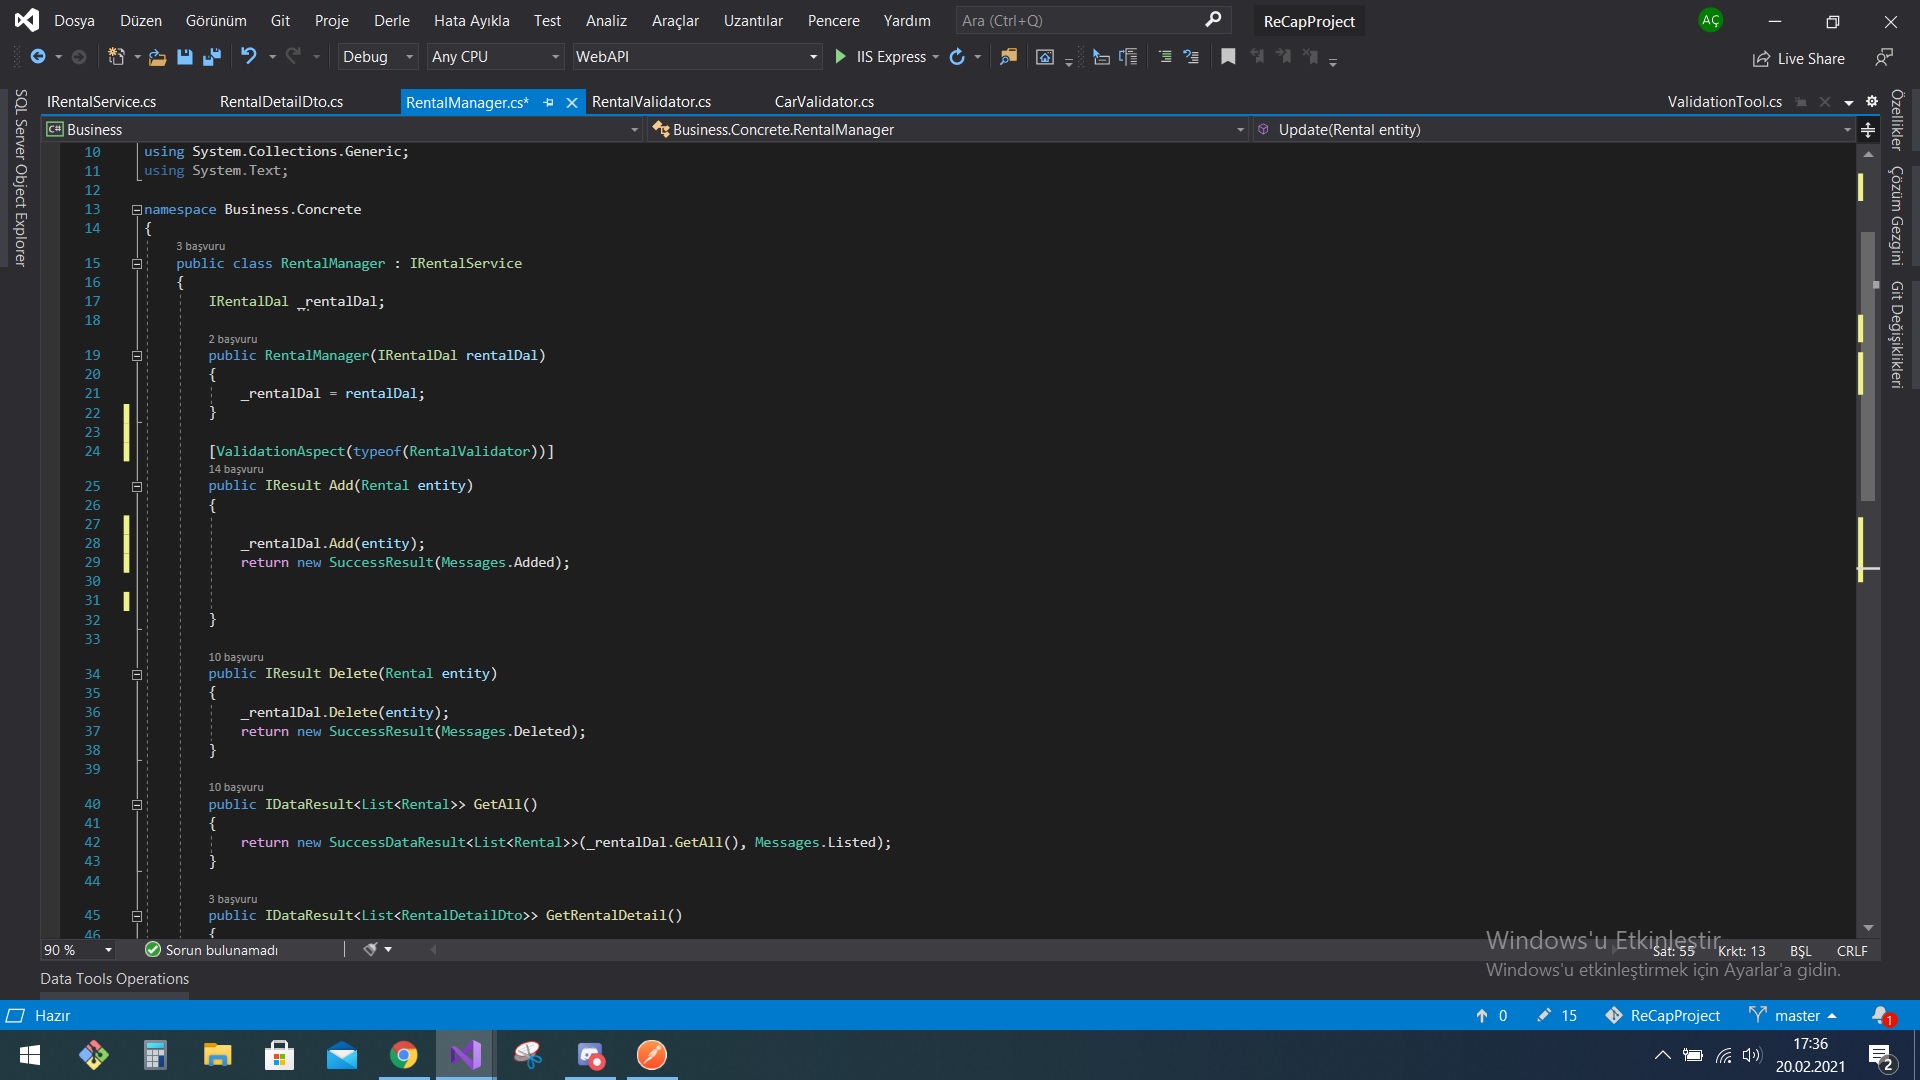 Dosya Düzen Görünüm Git Proje Derle Hata Ayıkla Test Analiz Araçlar Uzantılar Pencere Yardım Ara (Ctrl+Q) ReCapProject AÇ
Debug Any CPU WebAPI IIS Express Live Share
IRentalService.cs RentalDetailDto.cs RentalManager.cs* RentalValidator.cs CarValidator.cs ValidationTool.cs
C# Business Business.Concrete.RentalManager Update(Rental entity)
SQL Server Object Explorer
Özellikler
Çözüm Gezgini
Git Değişiklikleri
10 using System.Collections.Generic;
11 using System.Text;
12
13 namespace Business.Concrete
14 {
3 başvuru
15 public class RentalManager : IRentalService
16 {
17 IRentalDal _rentalDal;
18
2 başvuru
19 public RentalManager(IRentalDal rentalDal)
20 {
21 _rentalDal = rentalDal;
22 }
23
24 [ValidationAspect(typeof(RentalValidator))]
14 başvuru
25 public IResult Add(Rental entity)
26 {
27
28 _rentalDal.Add(entity);
29 return new SuccessResult(Messages.Added);
30
31
32 }
33
10 başvuru
34 public IResult Delete(Rental entity)
35 {
36 _rentalDal.Delete(entity);
37 return new SuccessResult(Messages.Deleted);
38 }
39
10 başvuru
40 public IDataResult<List<Rental>> GetAll()
41 {
42 return new SuccessDataResult<List<Rental>>(_rentalDal.GetAll(), Messages.Listed);
43 }
44
3 başvuru
45 public IDataResult<List<RentalDetailDto>> GetRentalDetail()
46 {
90 % Sorun bulunamadı Sat: 55 Krkt: 13 BŞL CRLF
Windows'u Etkinleştir
Windows'u etkinleştirmek için Ayarlar'a gidin.
Data Tools Operations
Hazır 0 15 ReCapProject master 1
17:36
20.02.2021
2